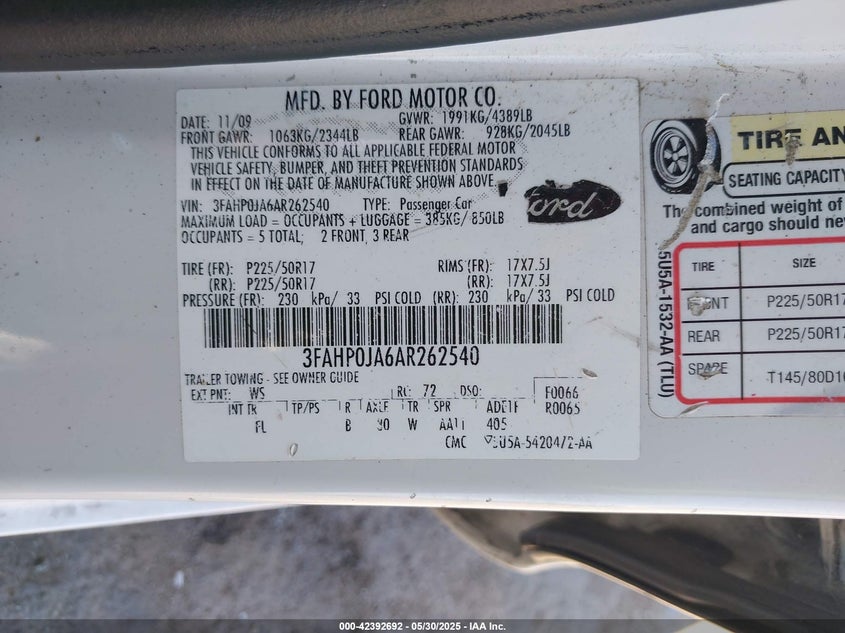 MFD. BY FORD MOTOR CO.
DATE: 11/09 GVWR: 1991KG/4389LB
FRONT GAWR: 1063KG/2344LB REAR GAWR: 928KG/2045LB
THIS VEHICLE CONFORMS TO ALL APPLICABLE FEDERAL MOTOR
VEHICLE SAFETY, BUMPER, AND THEFT PREVENTION STANDARDS
IN EFFECT ON THE DATE OF MANUFACTURE SHOWN ABOVE.
VIN: 3FAHP0JA6AR262540 TYPE: Passenger Car
Ford
MAXIMUM LOAD = OCCUPANTS + LUGGAGE = 385KG/850LB
OCCUPANTS = 5 TOTAL; 2 FRONT, 3 REAR
TIRE (FR): P225/50R17 RIMS (FR): 17X7.5J
(RR): P225/50R17 (RR): 17X7.5J
PRESSURE (FR): 230 kPa/ 33 PSI COLD (RR): 230 kPa/ 33 PSI COLD
3FAHP0JA6AR262540
TRAILER TOWING - SEE OWNER GUIDE
EXT PNT: WS RC: 72 DSO: F0066
INT TR TP/PS R AXLE TR SPR R0065
FL B W 405
CMC
TIRE AN
SEATING CAPACITY
The combined weight of
and cargo should neve
TIRE SIZE
FRONT P225/50R17
REAR P225/50R17
SPARE T145/80D16
5U5A-1532-AA (TLU)
000-42392692 - 05/30/2025 - IAA Inc.